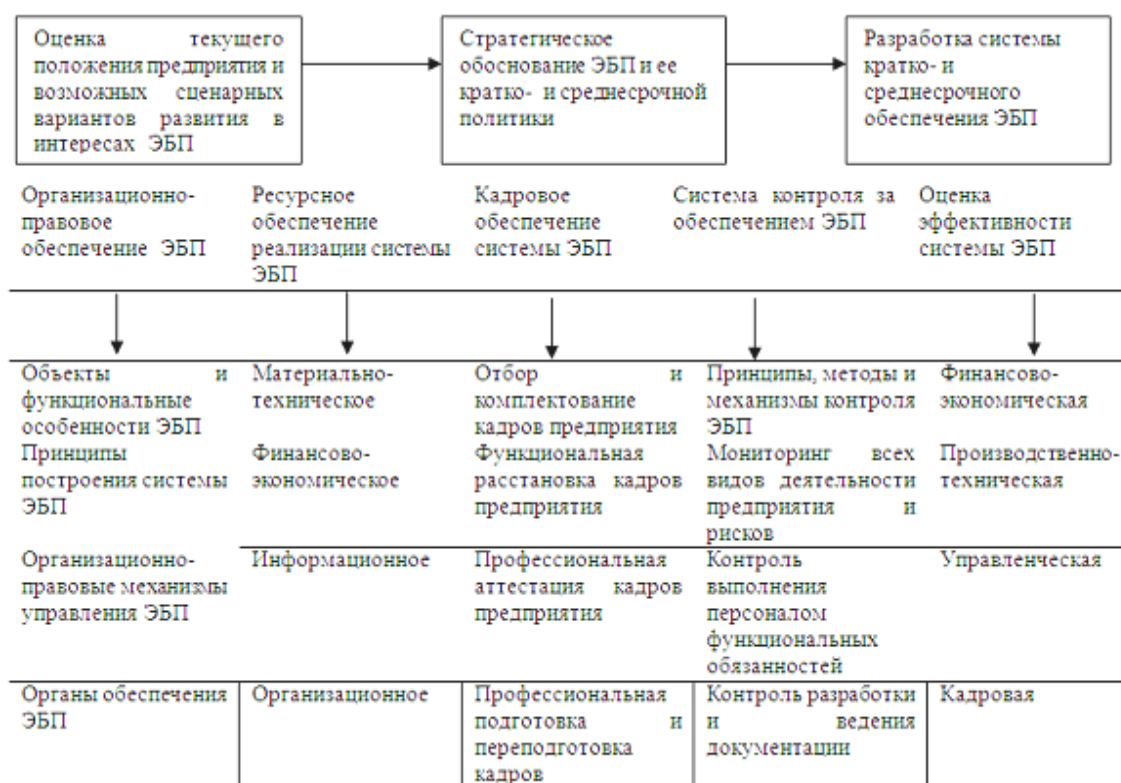 Оценка текущего
положения предприятия и
возможных сценарных
вариантов развития в
интересах ЭБП
Стратегическое
обоснование ЭБП и ее
кратко- и среднесрочной
политики
Разработка системы
кратко- и
среднесрочного
обеспечения ЭБП
Организационно-
правовое
обеспечение ЭБП
Ресурсное
обеспечение
реализации системы
ЭБП
Кадровое
обеспечение
системы ЭБП
Система контроля за
обеспечением ЭБП
Оценка
эффективности
системы ЭБП
Объекты и
функциональные
особенности ЭБП
Материально-
техническое
Отбор и
комплектование
кадров предприятия
Принципы, методы и
механизмы контроля
ЭБП
Финансово-
экономическая
Принципы
построения системы
ЭБП
Финансово-
экономическое
Функциональная
расстановка кадров
предприятия
Мониторинг всех
видов деятельности
предприятия и
рисков
Производственно-
техническая
Организационно-
правовые механизмы
управления ЭБП
Информационное
Профессиональная
аттестация кадров
предприятия
Контроль
выполнения
персоналом
функциональных
обязанностей
Управленческая
Органы обеспечения
ЭБП
Организационное
Профессиональная
подготовка и
переподготовка
кадров
Контроль разработки
и ведения
документации
Кадровая